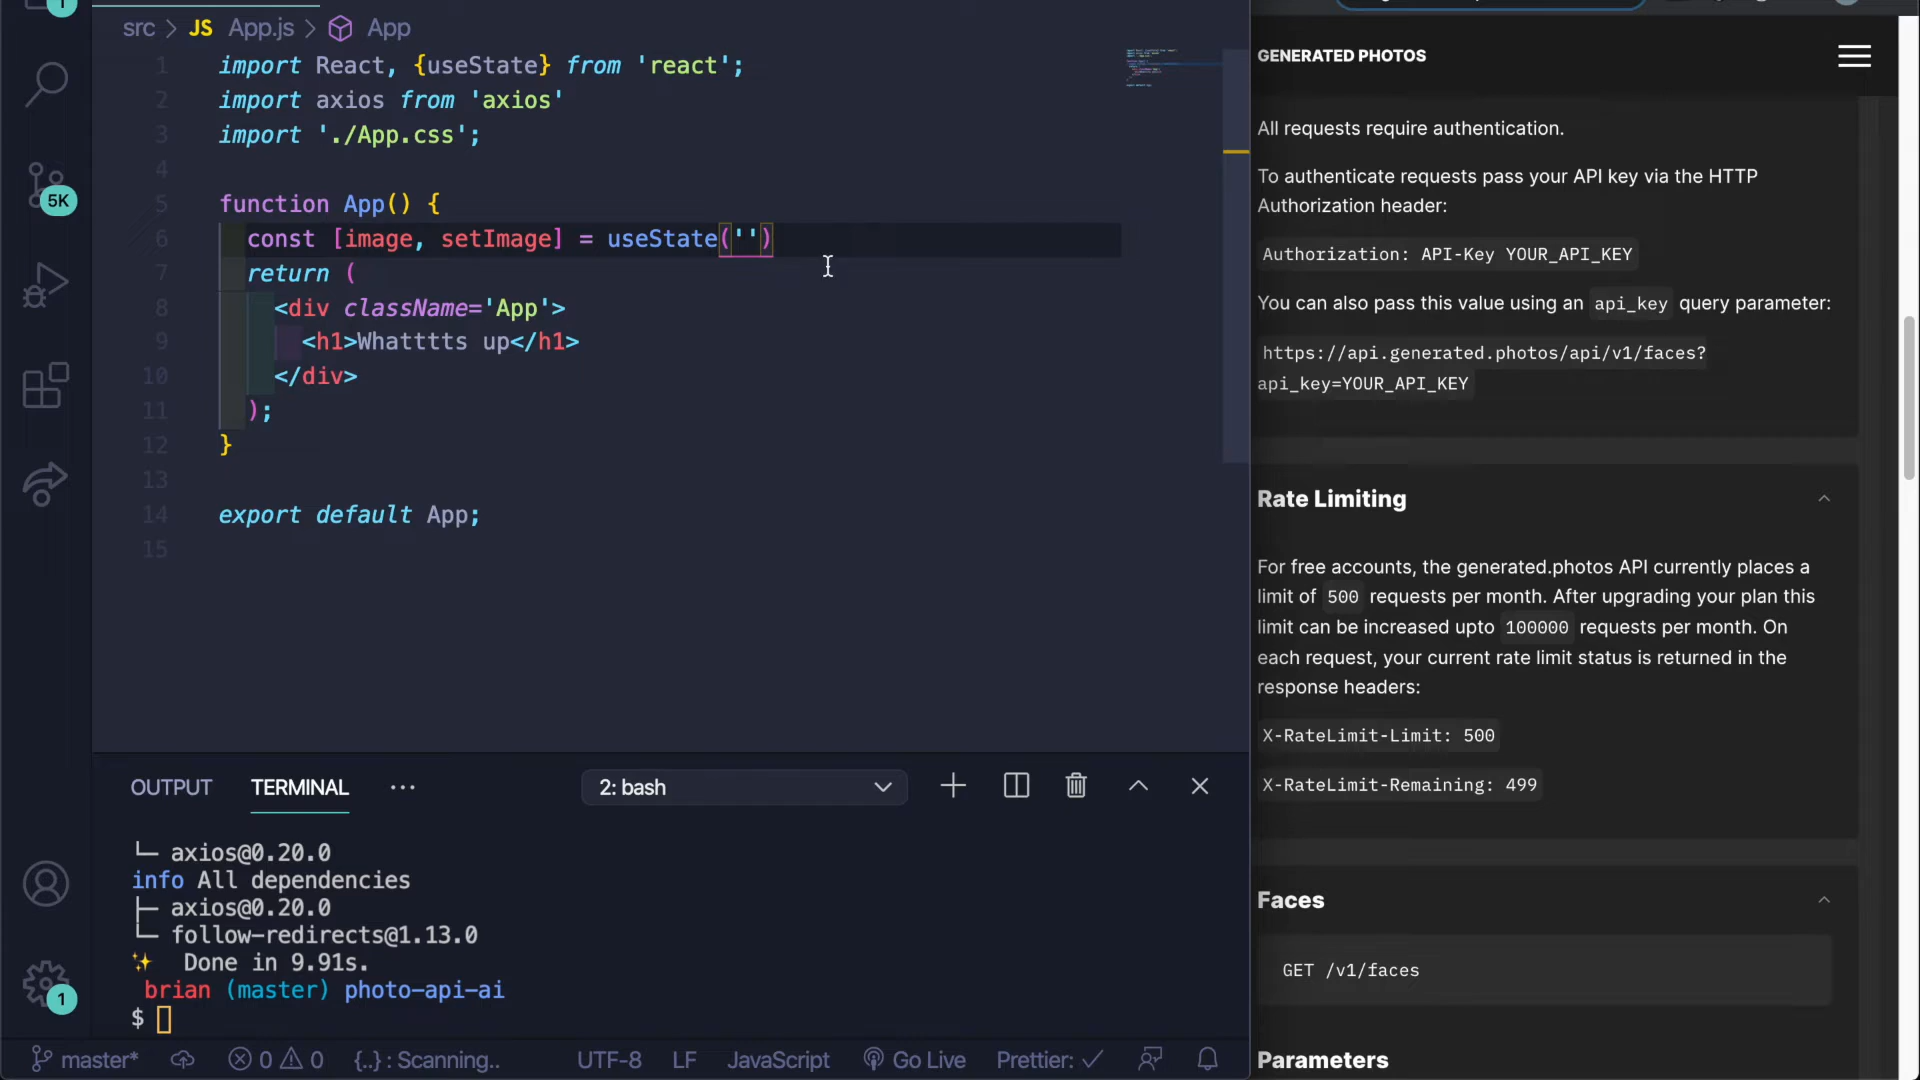 1
src > JS App.js > App
1 import React, {useState} from 'react';
2 import axios from 'axios'
3 import './App.css';
4
5 function App() {
6 const [image, setImage] = useState('')
7 return (
8 <div className='App'>
9 <h1>Whatttts up</h1>
10 </div>
11 );
12 }
13
14 export default App;
15
5K
1
OUTPUT TERMINAL ... 2: bash
└─ axios@0.20.0
info All dependencies
├─ axios@0.20.0
└─ follow-redirects@1.13.0
✨ Done in 9.91s.
brian (master) photo-api-ai
$
master* 0 0 {..} : Scanning.. UTF-8 LF JavaScript Go Live Prettier: ✓
GENERATED PHOTOS
All requests require authentication.
To authenticate requests pass your API key via the HTTP
Authorization header:
Authorization: API-Key YOUR_API_KEY
You can also pass this value using an api_key query parameter:
https://api.generated.photos/api/v1/faces?
api_key=YOUR_API_KEY
Rate Limiting
For free accounts, the generated.photos API currently places a
limit of 500 requests per month. After upgrading your plan this
limit can be increased upto 100000 requests per month. On
each request, your current rate limit status is returned in the
response headers:
X-RateLimit-Limit: 500
X-RateLimit-Remaining: 499
Faces
GET /v1/faces
Parameters